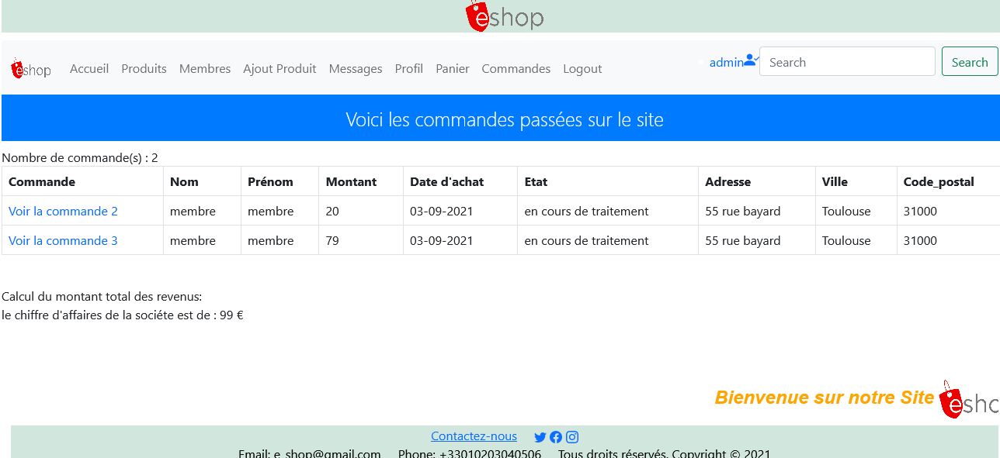 eshop
eshop Accueil Produits Membres Ajout Produit Messages Profil Panier Commandes Logout admin Search Search
Voici les commandes passées sur le site
Nombre de commande(s) : 2
Commande Nom Prénom Montant Date d'achat Etat Adresse Ville Code_postal
Voir la commande 2 membre membre 20 03-09-2021 en cours de traitement 55 rue bayard Toulouse 31000
Voir la commande 3 membre membre 79 03-09-2021 en cours de traitement 55 rue bayard Toulouse 31000
Calcul du montant total des revenus:
le chiffre d'affaires de la sociéte est de : 99 €
Bienvenue sur notre Site eshc
Contactez-nous
Email: e_shop@gmail.com Phone: +33010203040506 Tous droits réservés. Copyright © 2021